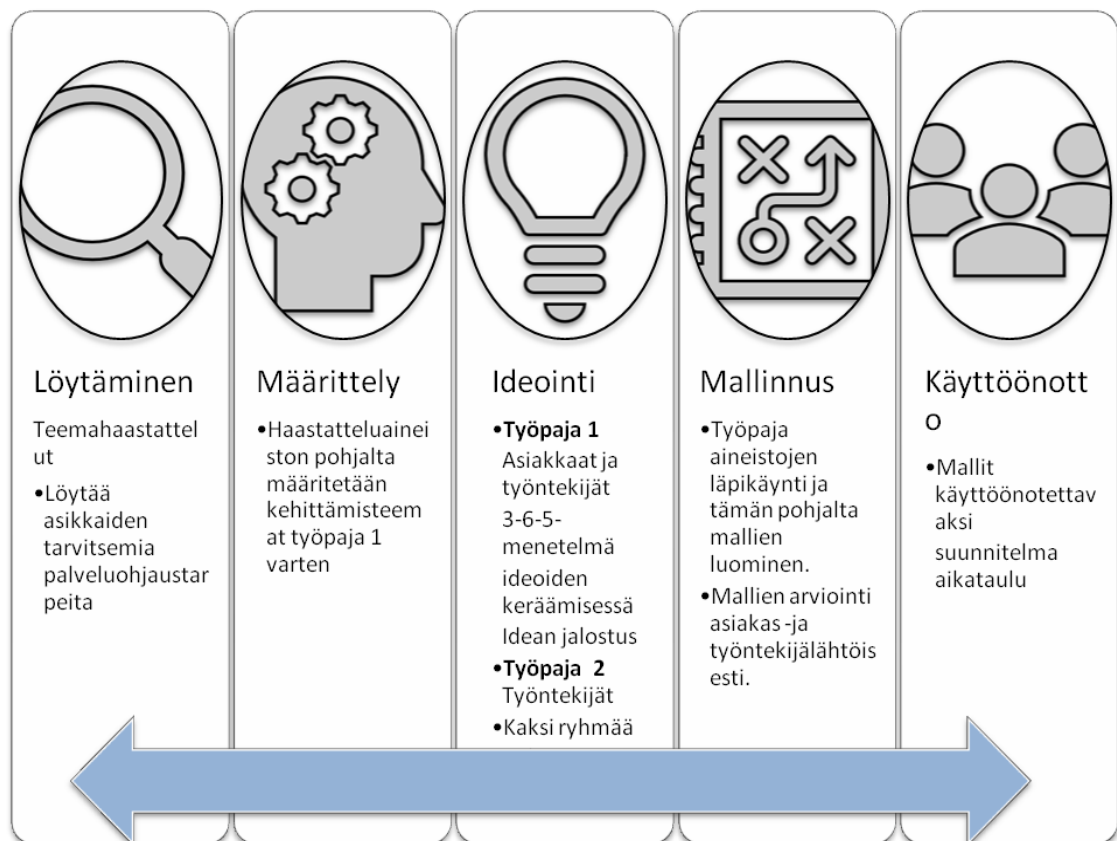 Löytäminen
Teemahaastattel
ut
•Löytää
asikkaiden
tarvitsemia
palveluohjaustar
peita
Määrittely
•Haastatteluainei
ston pohjalta
määritetään
kehittämisteem
at työpaja 1
varten
Ideointi
•Työpaja 1
Asiakkaat ja
työntekijät
3-6-5-
menetelmä
ideoiden
keräämisessä
Idean jalostus
•Työpaja 2
Työntekijät
•Kaksi ryhmää
Mallinnus
•Työpaja
aineistojen
läpikäynti ja
tämän pohjalta
mallien
luominen.
•Mallien arviointi
asiakas -ja
työntekijälähtöis
esti.
Käyttöönott
o
•Mallit
käyttöönotettav
aksi
suunnitelma
aikataulu